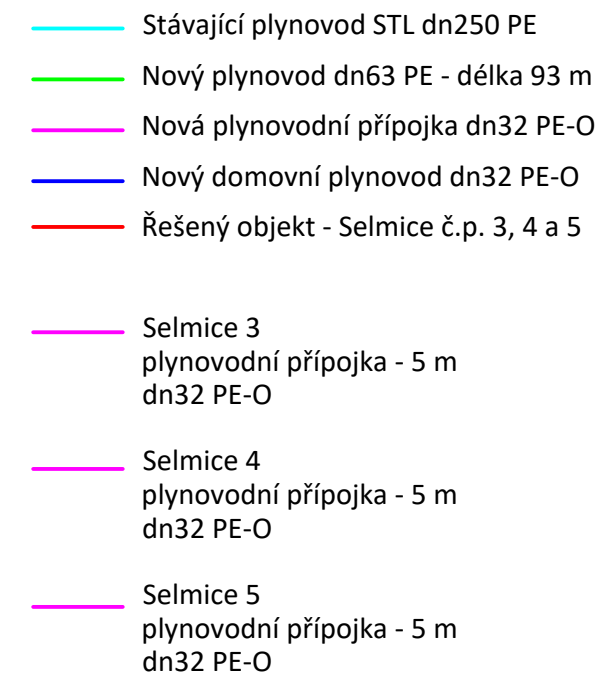 Stávající plynovod STL dn250 PE
Nový plynovod dn63 PE - délka 93 m
Nová plynovodní přípojka dn32 PE-O
Nový domovní plynovod dn32 PE-O
Řešený objekt - Selmice č.p. 3, 4 a 5
Selmice 3
plynovodní přípojka - 5 m
dn32 PE-O
Selmice 4
plynovodní přípojka - 5 m
dn32 PE-O
Selmice 5
plynovodní přípojka - 5 m
dn32 PE-O